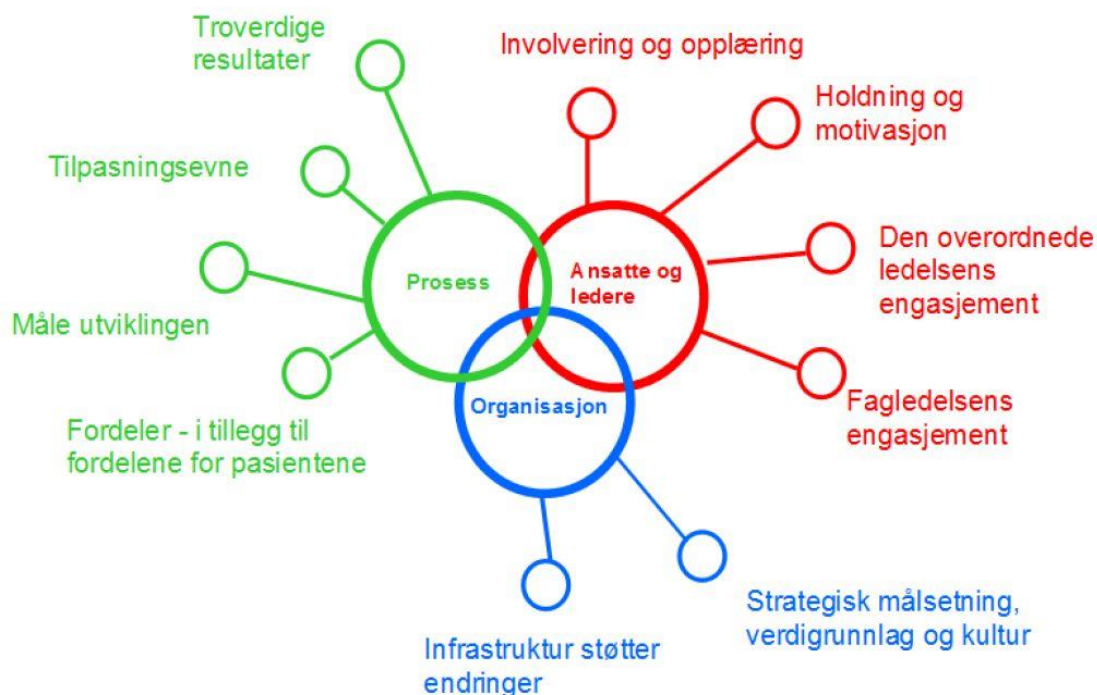 Troverdige
resultater
Involvering og opplæring
Holdning og
motivasjon
Tilpasningsevne
Den overordnede
ledelsens
engasjement
Prosess
Ansatte og
ledere
Måle utviklingen
Fagledelsens
engasjement
Organisasjon
Fordeler - i tillegg til
fordelene for pasientene
Strategisk målsetning,
verdigrunnlag og kultur
Infrastruktur støtter
endringer